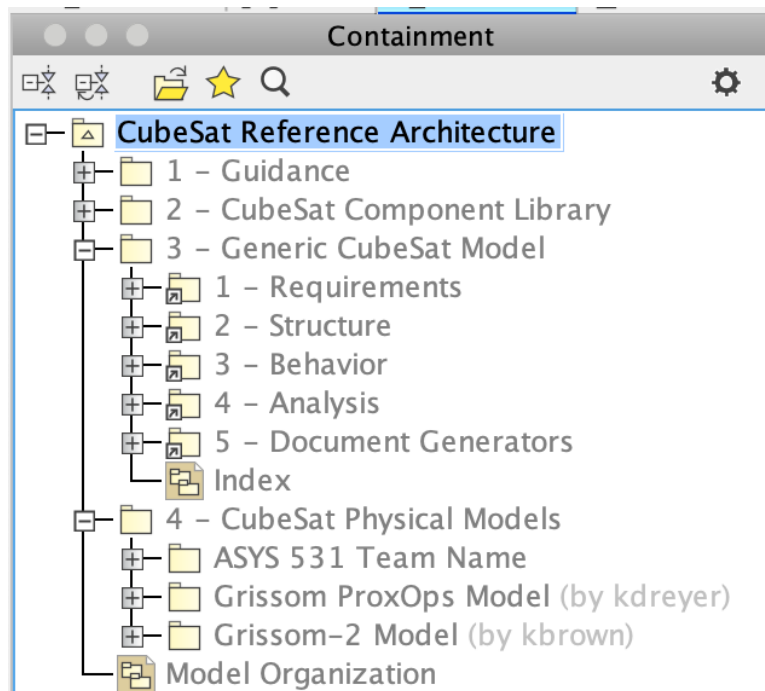 Containment
CubeSat Reference Architecture
1 – Guidance
2 – CubeSat Component Library
3 – Generic CubeSat Model
1 – Requirements
2 – Structure
3 – Behavior
4 – Analysis
5 – Document Generators
Index
4 – CubeSat Physical Models
ASYS 531 Team Name
Grissom ProxOps Model (by kdreyer)
Grissom–2 Model (by kbrown)
Model Organization